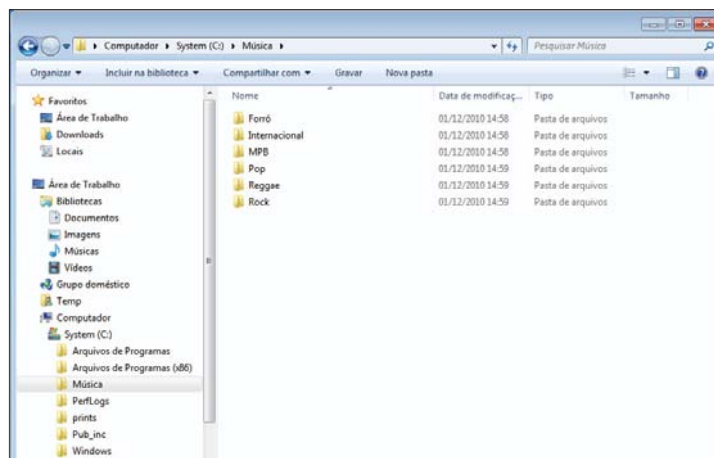 Computador System (C:) Música Pesquisar Música
Organizar Incluir na biblioteca Compartilhar com Gravar Nova pasta
Favoritos
Área de Trabalho
Downloads
Locais
Área de Trabalho
Bibliotecas
Documentos
Imagens
Músicas
Vídeos
Grupo doméstico
Temp
Computador
System (C:)
Arquivos de Programas
Arquivos de Programas (x86)
Música
PerfLogs
prints
Pub_inc
Windows
Nome Data de modificaç... Tipo Tamanho
Forró 01/12/2010 14:58 Pasta de arquivos
Internacional 01/12/2010 14:58 Pasta de arquivos
MPB 01/12/2010 14:58 Pasta de arquivos
Pop 01/12/2010 14:59 Pasta de arquivos
Reggae 01/12/2010 14:59 Pasta de arquivos
Rock 01/12/2010 14:59 Pasta de arquivos